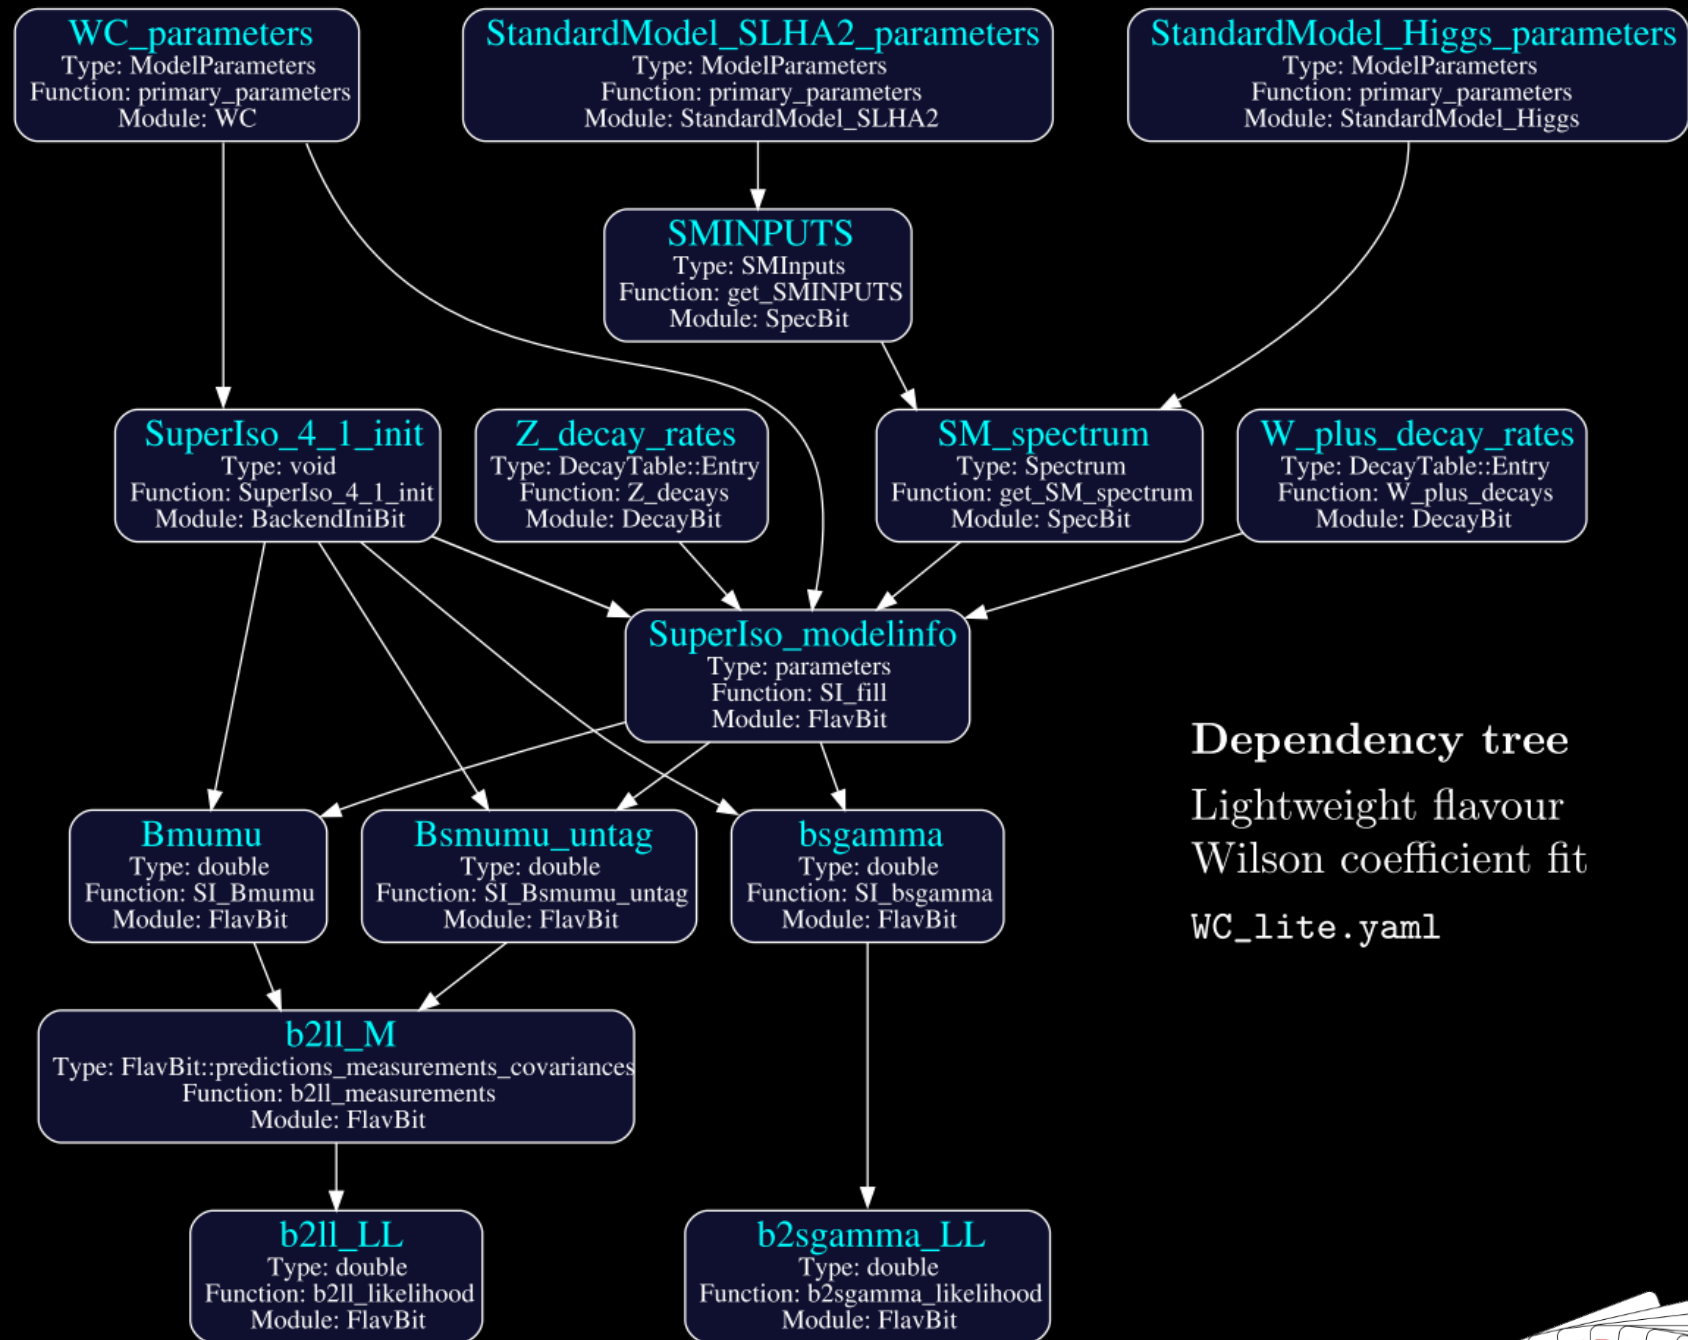 WC_parameters
Type: ModelParameters
Function: primary_parameters
Module: WC
StandardModel_SLHA2_parameters
Type: ModelParameters
Function: primary_parameters
Module: StandardModel_SLHA2
StandardModel_Higgs_parameters
Type: ModelParameters
Function: primary_parameters
Module: StandardModel_Higgs
SMINPUTS
Type: SMInputs
Function: get_SMINPUTS
Module: SpecBit
SuperIso_4_1_init
Type: void
Function: SuperIso_4_1_init
Module: BackendIniBit
Z_decay_rates
Type: DecayTable::Entry
Function: Z_decays
Module: DecayBit
SM_spectrum
Type: Spectrum
Function: get_SM_spectrum
Module: SpecBit
W_plus_decay_rates
Type: DecayTable::Entry
Function: W_plus_decays
Module: DecayBit
SuperIso_modelinfo
Type: parameters
Function: SI_fill
Module: FlavBit
Dependency tree
Lightweight flavour
Wilson coefficient fit
WC_lite.yaml
Bmumu
Type: double
Function: SI_Bmumu
Module: FlavBit
Bsmumu_untag
Type: double
Function: SI_Bsmumu_untag
Module: FlavBit
bsgamma
Type: double
Function: SI_bsgamma
Module: FlavBit
b2ll_M
Type: FlavBit::predictions_measurements_covariances
Function: b2ll_measurements
Module: FlavBit
b2ll_LL
Type: double
Function: b2ll_likelihood
Module: FlavBit
b2sgamma_LL
Type: double
Function: b2sgamma_likelihood
Module: FlavBit